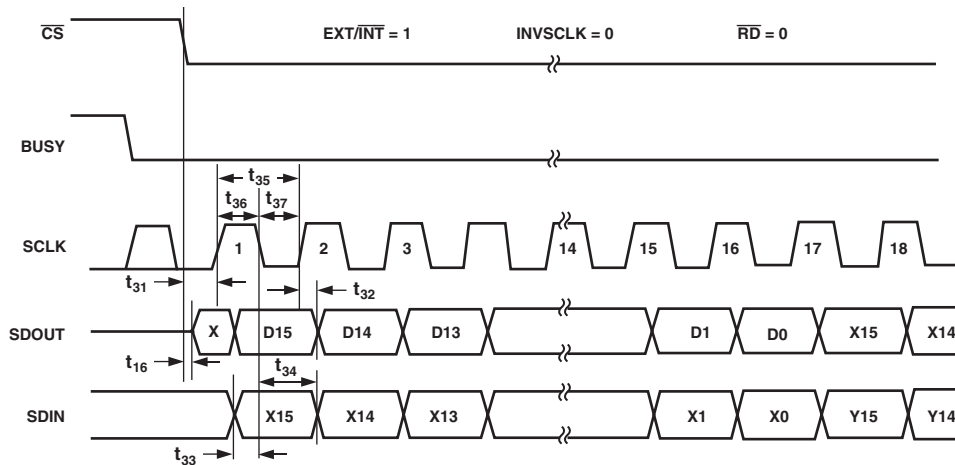 CS EXT/INT = 1 INVSCLK = 0 RD = 0
BUSY
t35
t36 t37
SCLK 1 2 3 14 15 16 17 18
t31 t32
SDOUT X D15 D14 D13 D1 D0 X15 X14
t16 t34
SDIN X15 X14 X13 X1 X0 Y15 Y14
t33